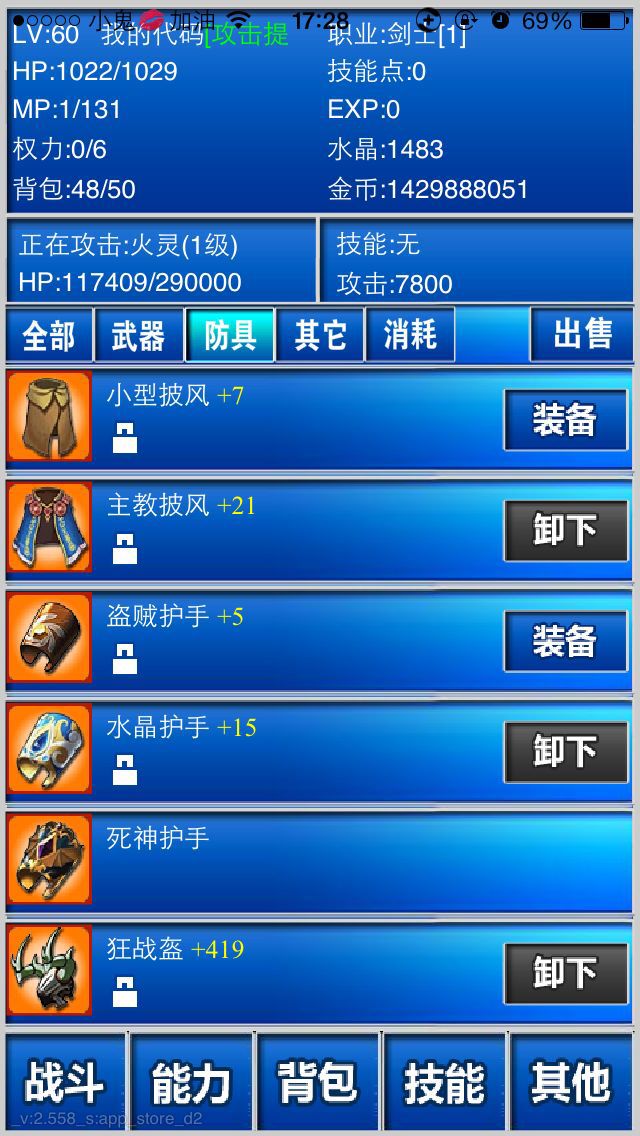 小鬼💋加油 17:28 69%
LV:60 我的代码[攻击提 职业:剑士[1]
HP:1022/1029 技能点:0
MP:1/131 EXP:0
权力:0/6 水晶:1483
背包:48/50 金币:1429888051
正在攻击:火灵(1级) 技能:无
HP:117409/290000 攻击:7800
全部 武器 防具 其它 消耗 出售
小型披风 +7
装备
主教披风 +21
卸下
盗贼护手 +5
装备
水晶护手 +15
卸下
死神护手
狂战盔 +419
卸下
战斗 能力 背包 技能 其他
_v:2.558_s:app_store_d2